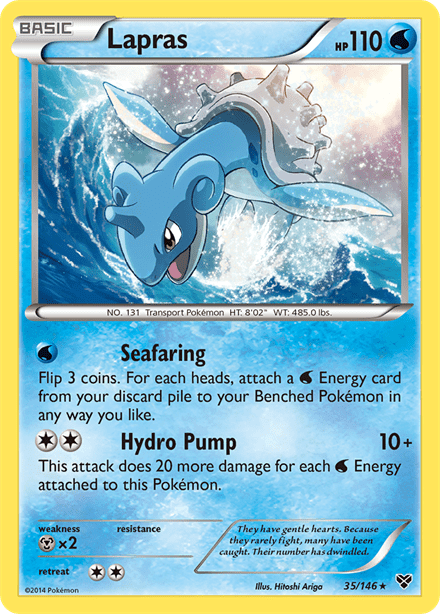 BASIC
Lapras
HP110
NO. 131 Transport Pokémon HT: 8'02" WT: 485.0 lbs.
Seafaring
Flip 3 coins. For each heads, attach a Energy card
from your discard pile to your Benched Pokémon in
any way you like.
Hydro Pump 10+
This attack does 20 more damage for each Energy
attached to this Pokémon.
weakness resistance
×2
They have gentle hearts. Because
they rarely fight, many have been
caught. Their number has dwindled.
retreat
©2014 Pokémon
Illus. Hitoshi Ariga
35/146★
XY